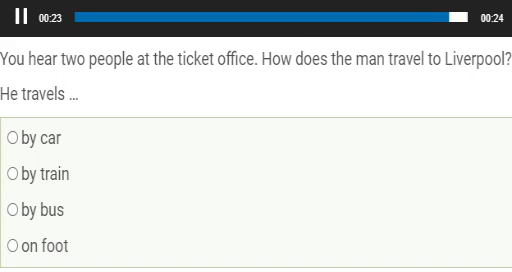 00:23 00:24
You hear two people at the ticket office. How does the man travel to Liverpool?
He travels ...
by car
by train
by bus
on foot